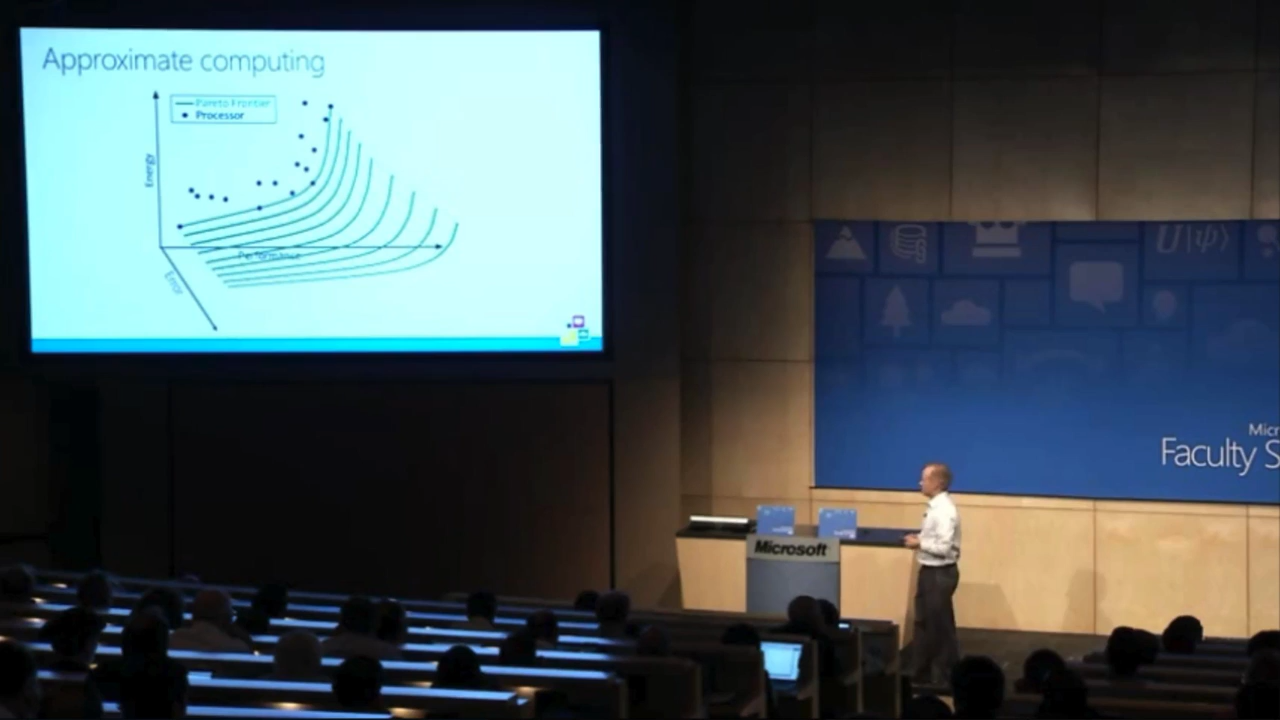 Approximate computing
Pareto Frontier
Processor
Energy
Performance
Error
U|ψ⟩
Micr
Faculty S
Microsoft